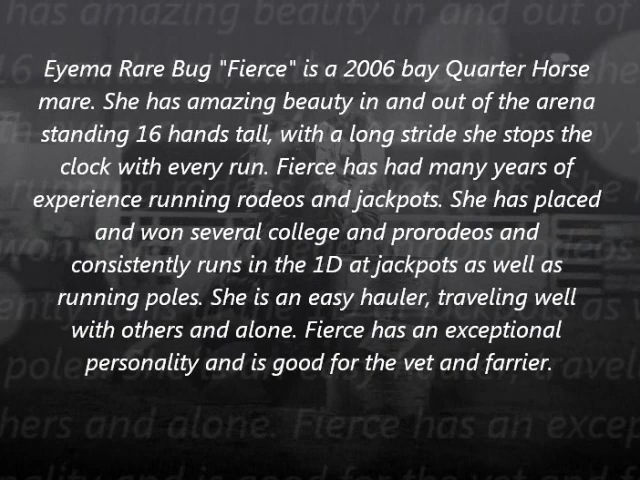 Eyema Rare Bug "Fierce" is a 2006 bay Quarter Horse
mare. She has amazing beauty in and out of the arena
standing 16 hands tall, with a long stride she stops the
clock with every run. Fierce has had many years of
experience running rodeos and jackpots. She has placed
and won several college and prorodeos and
consistently runs in the 1D at jackpots as well as
running poles. She is an easy hauler, traveling well
with others and alone. Fierce has an exceptional
personality and is good for the vet and farrier.